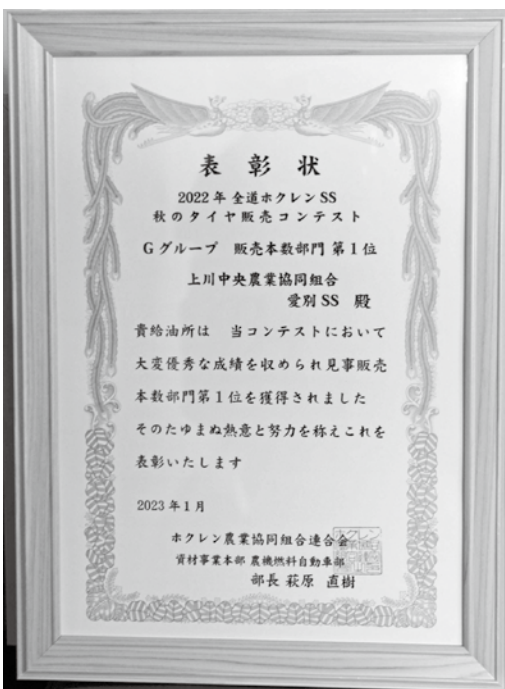 表彰状
2022年 全道ホクレンSS
秋のタイヤ販売コンテスト
Gグループ 販売本数部門 第1位
上川中央農業協同組合
愛別SS 殿
貴給油所は 当コンテストにおいて
大変優秀な成績を収められ見事販売
本数部門第1位を獲得されました
そのたゆまぬ熱意と努力を称えこれを
表彰いたします
2023年1月
ホクレン農業協同組合連合会
資材事業本部 農機燃料自動車部
部長 萩原 直樹